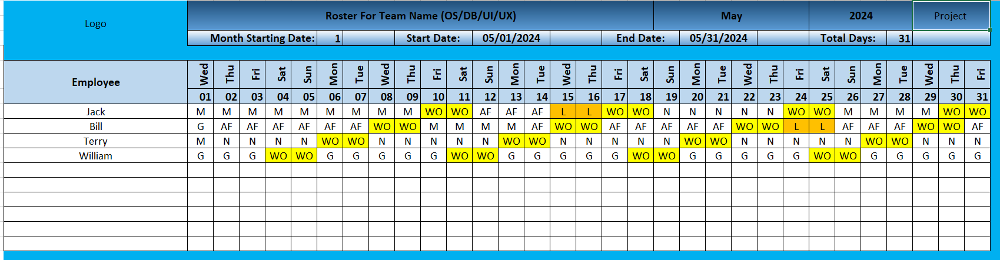 Logo Roster For Team Name (OS/DB/UI/UX) May 2024 Project
Month Starting Date: 1 Start Date: 05/01/2024 End Date: 05/31/2024 Total Days: 31
Employee Wed Thu Fri Sat Sun Mon Tue Wed Thu Fri Sat Sun Mon Tue Wed Thu Fri Sat Sun Mon Tue Wed Thu Fri Sat Sun Mon Tue Wed Thu Fri
01 02 03 04 05 06 07 08 09 10 11 12 13 14 15 16 17 18 19 20 21 22 23 24 25 26 27 28 29 30 31
Jack M M M M M M M M M WO WO AF AF AF L L WO WO N N N N N WO WO M M M M WO WO
Bill G AF AF AF AF AF AF WO WO M M M M AF WO WO AF AF AF AF AF WO WO L L AF AF AF WO WO AF
Terry M N N N N WO WO N N N N N WO WO N N N N N WO WO N N N N N WO WO N N N
William G G G WO WO G G G G G WO WO G G G G G WO WO G G G G G WO WO G G G G G